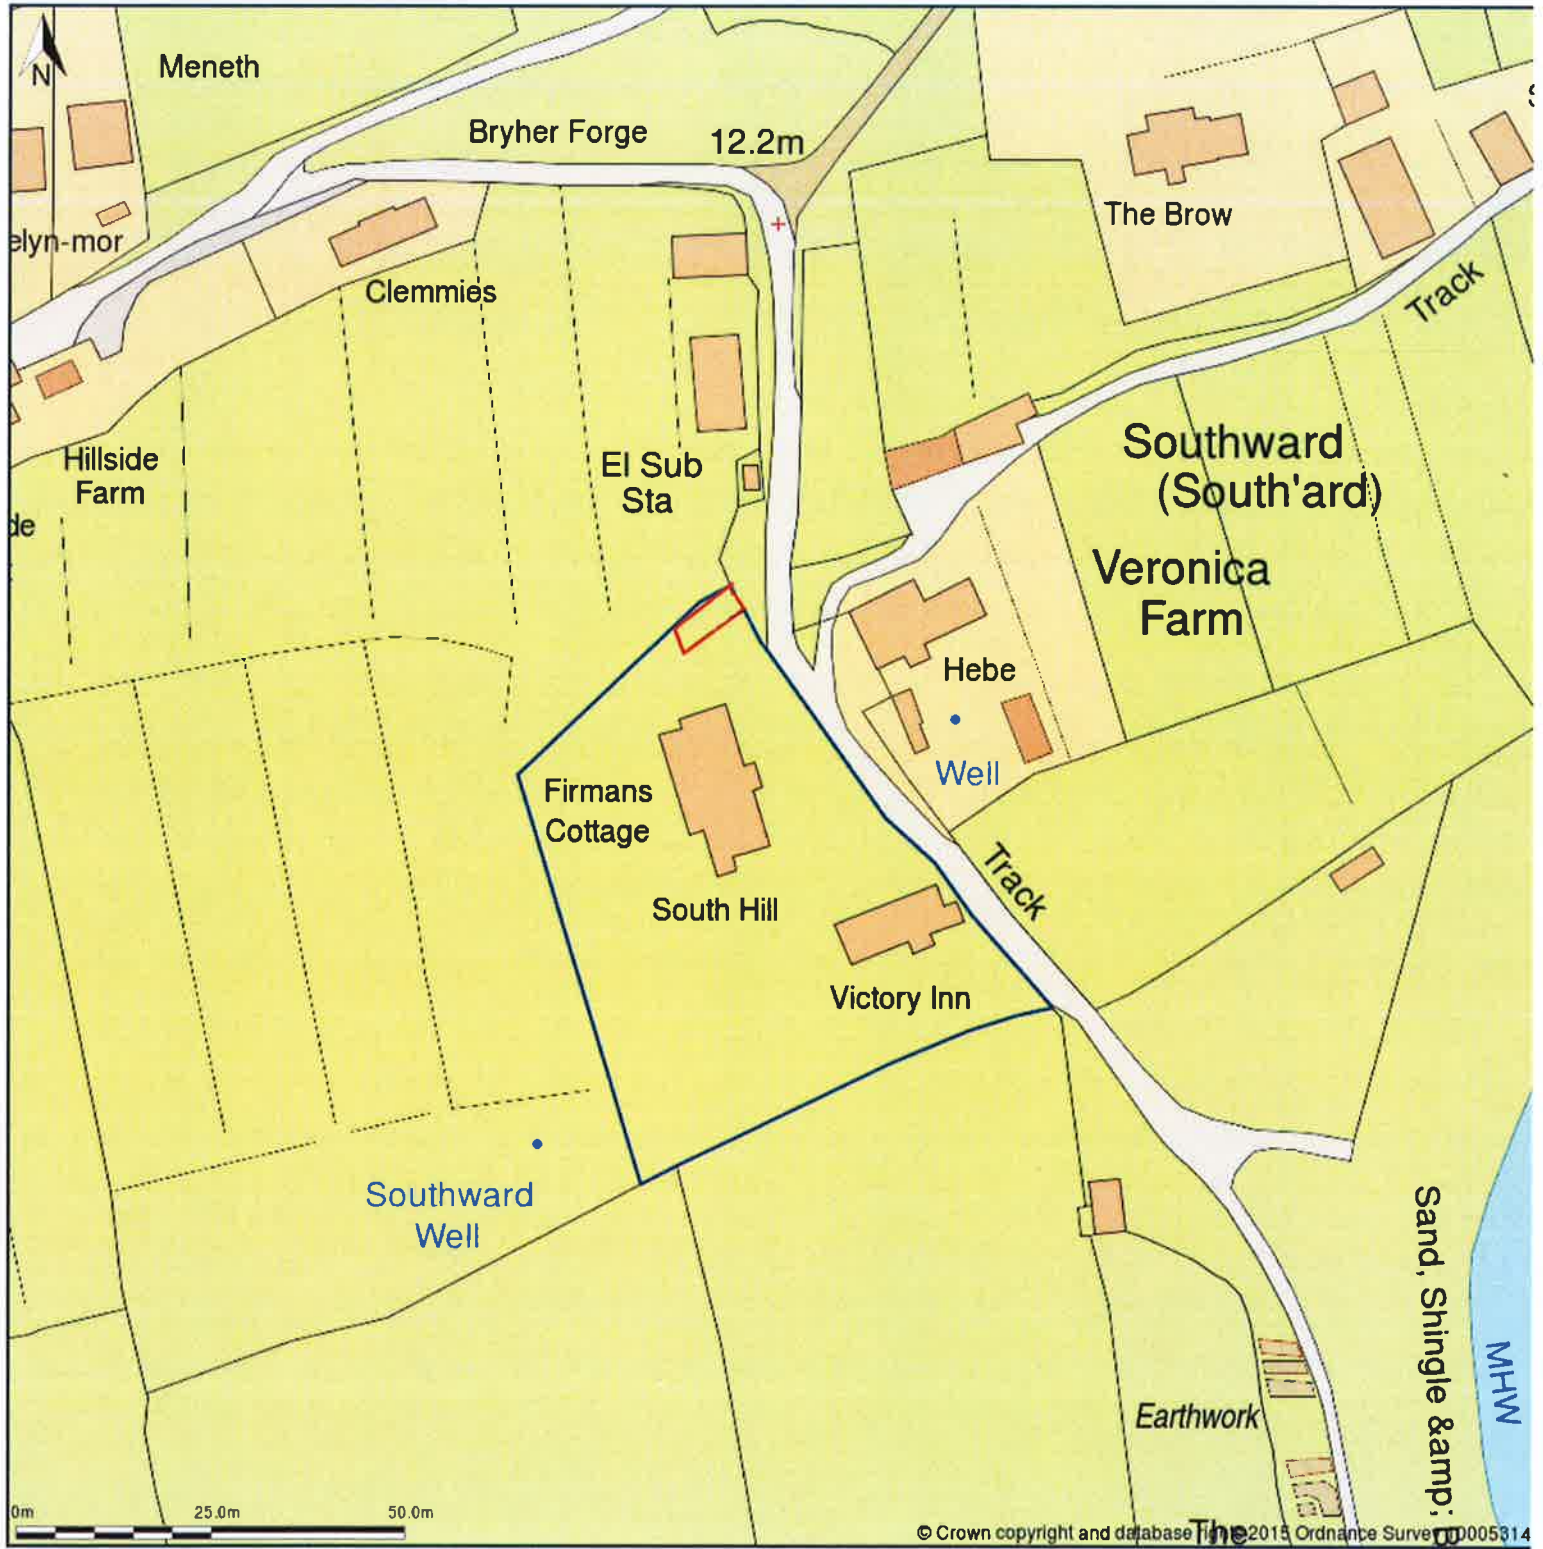 N
Meneth
Bryher Forge
12.2m
elyn-mor
The Brow
Clemmies
Track
Hillside
Farm
El Sub
Sta
Southward
(South'ard)
de
Veronica
Farm
Hebe
Well
Firmans
Cottage
Track
South Hill
Victory Inn
Southward
Well
Sand, Shingle &amp;
MHW
Earthwork
The
0m
25.0m
50.0m
© Crown copyright and database right 2015 Ordnance Survey